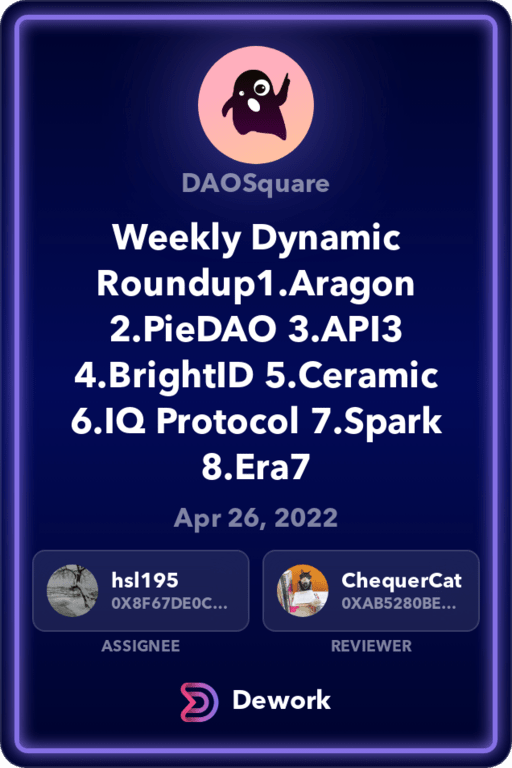 DAOSquare
Weekly Dynamic
Roundup1.Aragon
2.PieDAO 3.API3
4.BrightID 5.Ceramic
6.IQ Protocol 7.Spark
8.Era7
Apr 26, 2022
hsl195
0X8F67DE0C...
ASSIGNEE
ChequerCat
0XAB5280BE...
REVIEWER
Dework